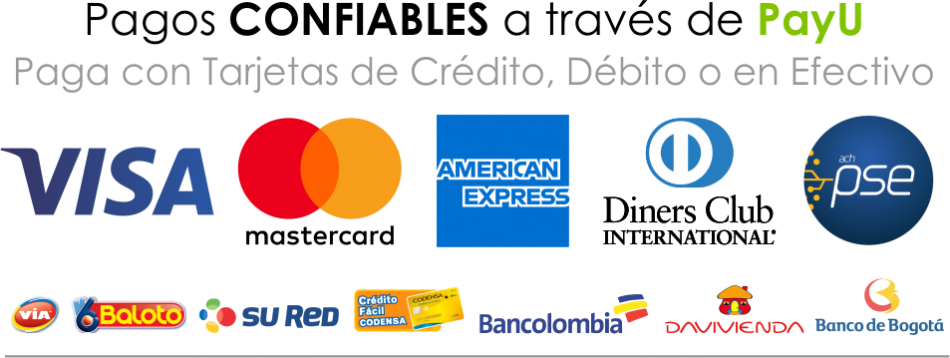 Pagos CONFIABLES a través de PayU
Paga con Tarjetas de Crédito, Débito o en Efectivo
VISA
mastercard
AMERICAN
EXPRESS
Diners Club
INTERNATIONAL
ach
pse
VIA
Baloto
su Red
Crédito
Fácil
CODENSA
CODENSA
Bancolombia
DAVIVIENDA
Banco de Bogotá